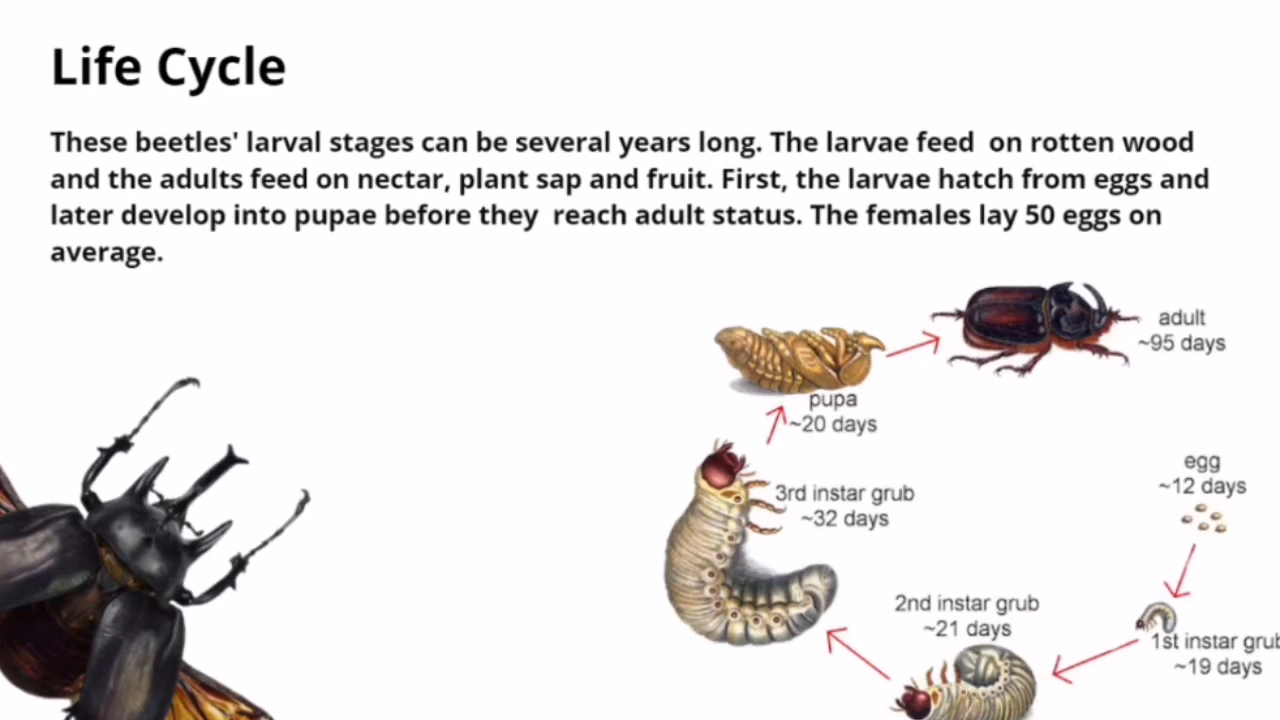 Life Cycle
These beetles' larval stages can be several years long. The larvae feed  on rotten wood
and the adults feed on nectar, plant sap and fruit. First, the larvae hatch from eggs and
later develop into pupae before they  reach adult status. The females lay 50 eggs on
average.
adult
~95 days
pupa
~20 days
egg
~12 days
3rd instar grub
~32 days
2nd instar grub
~21 days
1st instar grub
~19 days